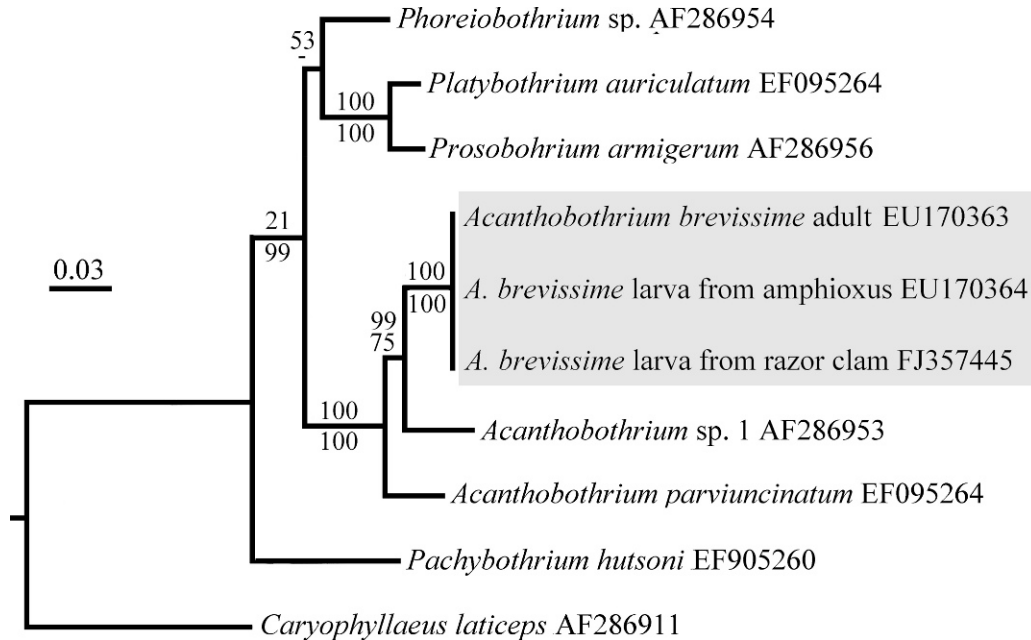 Phoreiobothrium sp. AF286954
53
-
Platybothrium auriculatum EF095264
100
100
Prosobohrium armigerum AF286956
Acanthobothrium brevissime adult EU170363
21
99
0.03
100
100
A. brevissime larva from amphioxus EU170364
99
75
A. brevissime larva from razor clam FJ357445
100
100
Acanthobothrium sp. 1 AF286953
Acanthobothrium parviuncinatum EF095264
Pachybothrium hutsoni EF905260
Caryophyllaeus laticeps AF286911